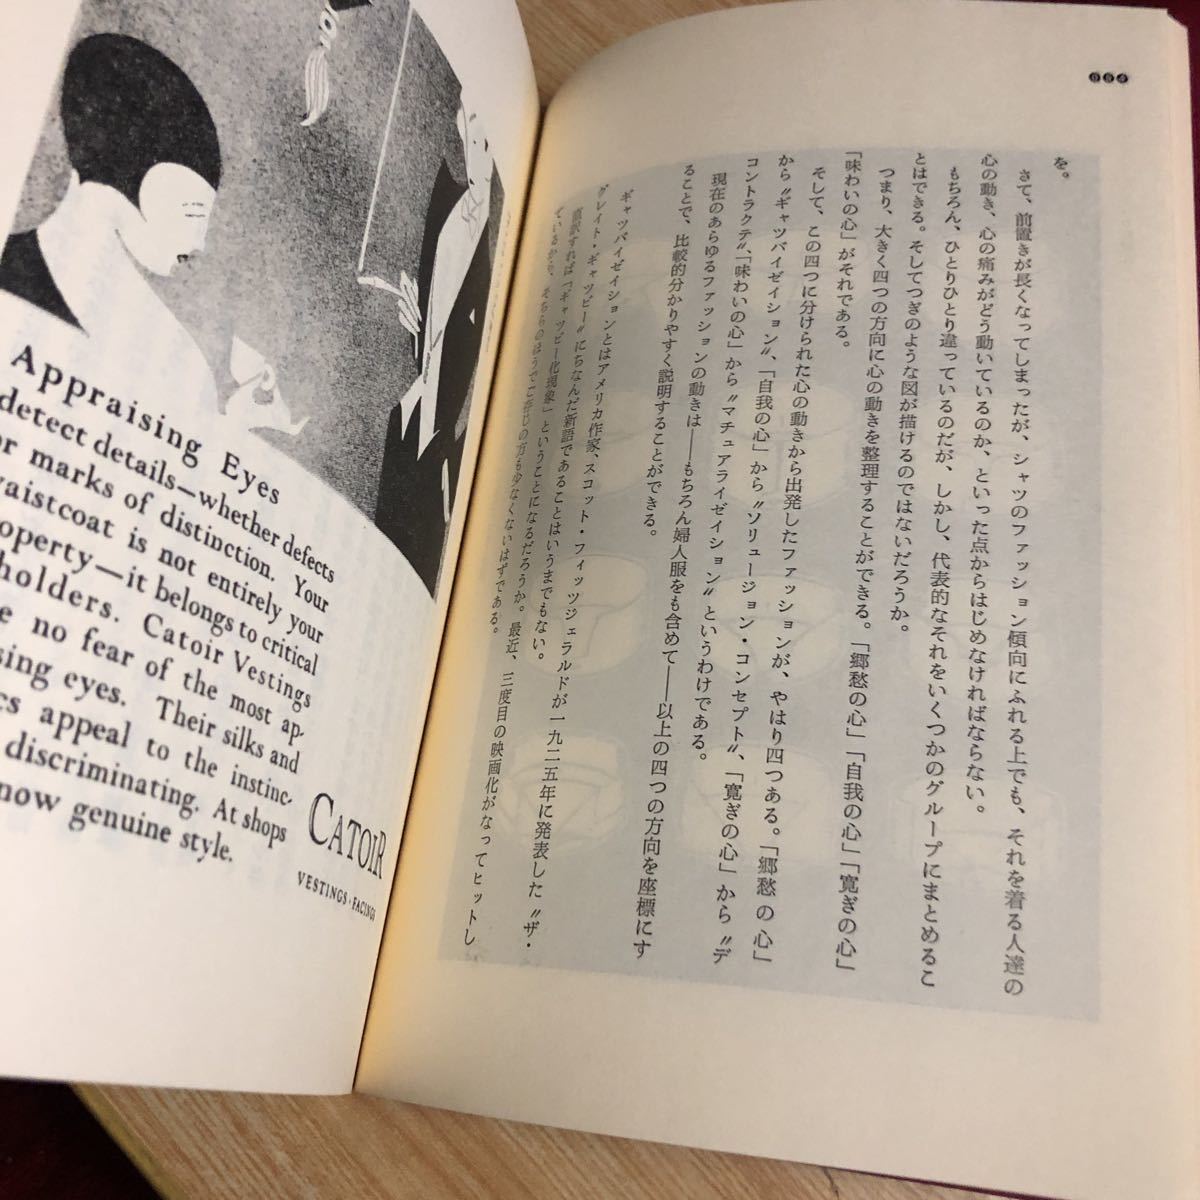 Appraising Eyes
detect details—whether defects
or marks of distinction. Your
waistcoat is not entirely your
property—it belongs to critical
holders. Catoir Vestings
no fear of the most ap-
sing eyes. Their silks and
appeal to the instinc-
discriminating. At shops
now genuine style.
CATOIR
VESTINGS · FACINGS
を。
さて、前置きが長くなってしまったが、シャツのファッション傾向にふれる上でも、それを着る人達の
心の動き、心の痛みがどう動いているのか、といった点からはじめなければならない。
もちろん、ひとりひとり違っているのだが、しかし、代表的なそれをいくつかのグループにまとめるこ
とはできる。そしてつぎのような図が描けるのではないだろうか。
つまり、大きく四つの方向に心の動きを整理することができる。「郷愁の心」「自我の心」「寛ぎの心」
「味わいの心」がそれである。
そして、この四つに分けられた心の動きから出発したファッションが、やはり四つある。「郷愁の心」
から〝ギャツバイゼイション〟、「自我の心」から〝ソリュージョン・コンセプト〟、「寛ぎの心」から〝デ
コントラクテ〟、「味わいの心」から〝マチュアライゼイション〟というわけである。
現在のあらゆるファッションの動きは——もちろん婦人服をも含めて——以上の四つの方向を座標にす
ることで、比較的分かりやすく説明することができる。
ギャツバイゼイションとはアメリカ作家、スコット・フィッツジェラルドが一九二五年に発表した〝ザ・
グレイト・ギャツビー〟にちなんだ新語であることはいうまでもない。
直訳すれば「ギャッビー化現象」ということになるだろうか。最近、三度目の映画化がなってヒットし
ているが、そちらのほうでご存じの方も少なくないはずである。